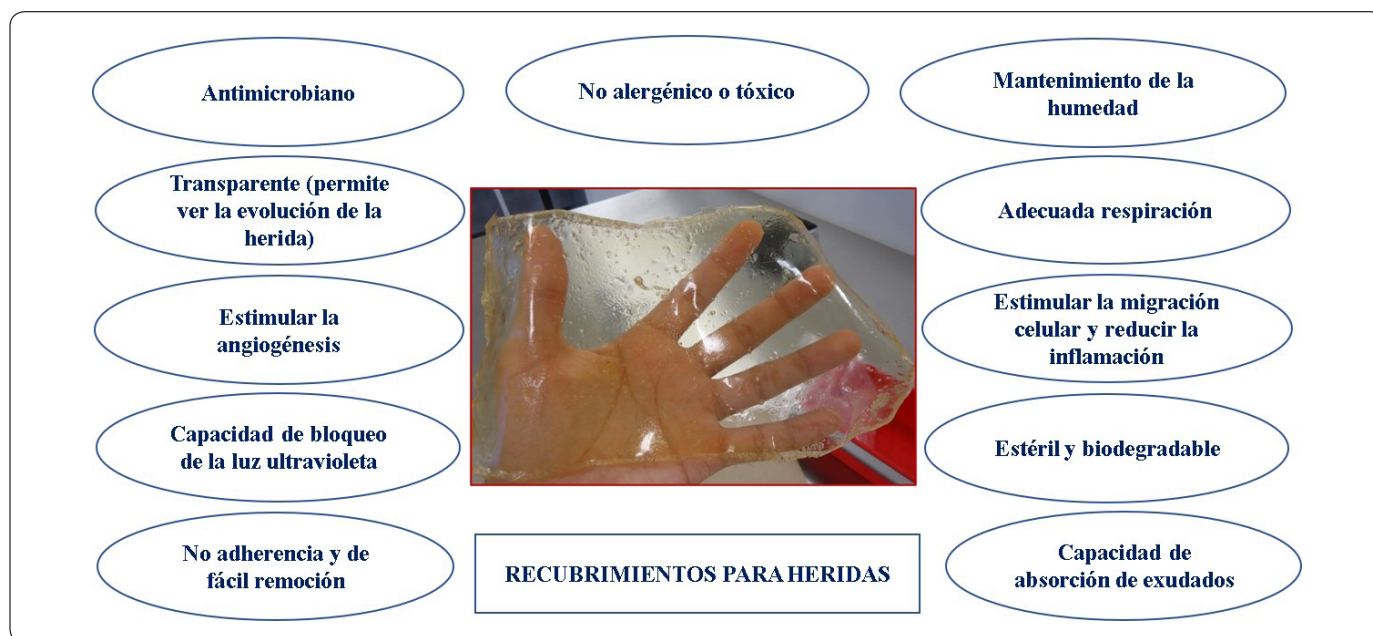 Antimicrobiano
No alergénico o tóxico
Mantenimiento de la
humedad
Transparente (permite
ver la evolución de la
herida)
Adecuada respiración
Estimular la
angiogénesis
Estimular la migración
celular y reducir la
inflamación
Capacidad de bloqueo
de la luz ultravioleta
Estéril y biodegradable
No adherencia y de
fácil remoción
RECUBRIMIENTOS PARA HERIDAS
Capacidad de
absorción de exudados